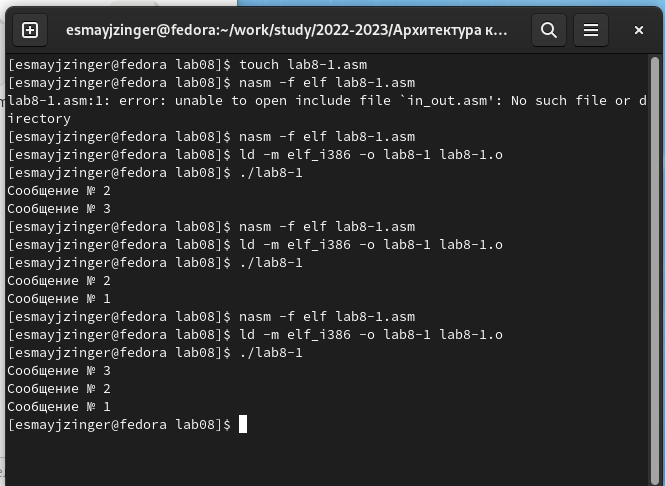 esmayjzinger@fedora:~/work/study/2022-2023/Архитектура к...
[esmayjzinger@fedora lab08]$ touch lab8-1.asm
[esmayjzinger@fedora lab08]$ nasm -f elf lab8-1.asm
lab8-1.asm:1: error: unable to open include file `in_out.asm': No such file or d
irectory
[esmayjzinger@fedora lab08]$ nasm -f elf lab8-1.asm
[esmayjzinger@fedora lab08]$ ld -m elf_i386 -o lab8-1 lab8-1.o
[esmayjzinger@fedora lab08]$ ./lab8-1
Сообщение № 2
Сообщение № 3
[esmayjzinger@fedora lab08]$ nasm -f elf lab8-1.asm
[esmayjzinger@fedora lab08]$ ld -m elf_i386 -o lab8-1 lab8-1.o
[esmayjzinger@fedora lab08]$ ./lab8-1
Сообщение № 2
Сообщение № 1
[esmayjzinger@fedora lab08]$ nasm -f elf lab8-1.asm
[esmayjzinger@fedora lab08]$ ld -m elf_i386 -o lab8-1 lab8-1.o
[esmayjzinger@fedora lab08]$ ./lab8-1
Сообщение № 3
Сообщение № 2
Сообщение № 1
[esmayjzinger@fedora lab08]$